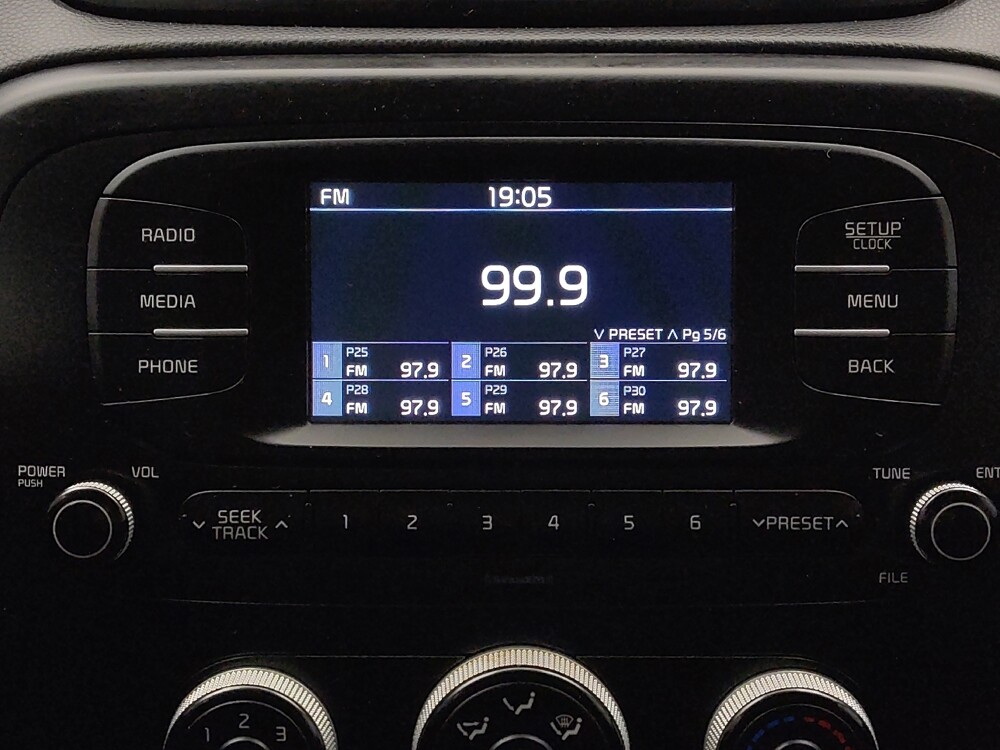 FM 19:05
RADIO
SETUP
CLOCK
99.9
MEDIA
MENU
∨ PRESET ∧ Pg 5/6
1 P25 FM 97.9
2 P26 FM 97.9
3 P27 FM 97.9
PHONE
BACK
4 P28 FM 97.9
5 P29 FM 97.9
6 P30 FM 97.9
POWER
PUSH
VOL
TUNE
∨ SEEK ∧
TRACK
1 2 3 4 5 6
∨PRESET∧
FILE
1 2 3